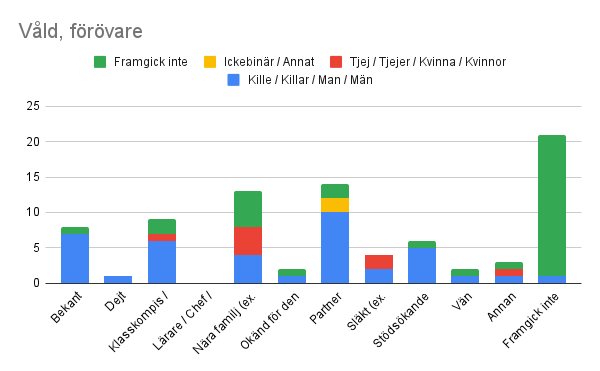 Våld, förövare
Framgick inte
Ickebinär / Annat
Tjej / Tjejer / Kvinna / Kvinnor
Kille / Killar / Man / Män
25
20
15
10
5
0
Bekant
Dejt
Klasskompis /
Lärare / Chef /
Nära familj (ex.
Okänd för den
Partner
Släkt (ex.
Stödsökande
Vän
Annan
Framgick inte